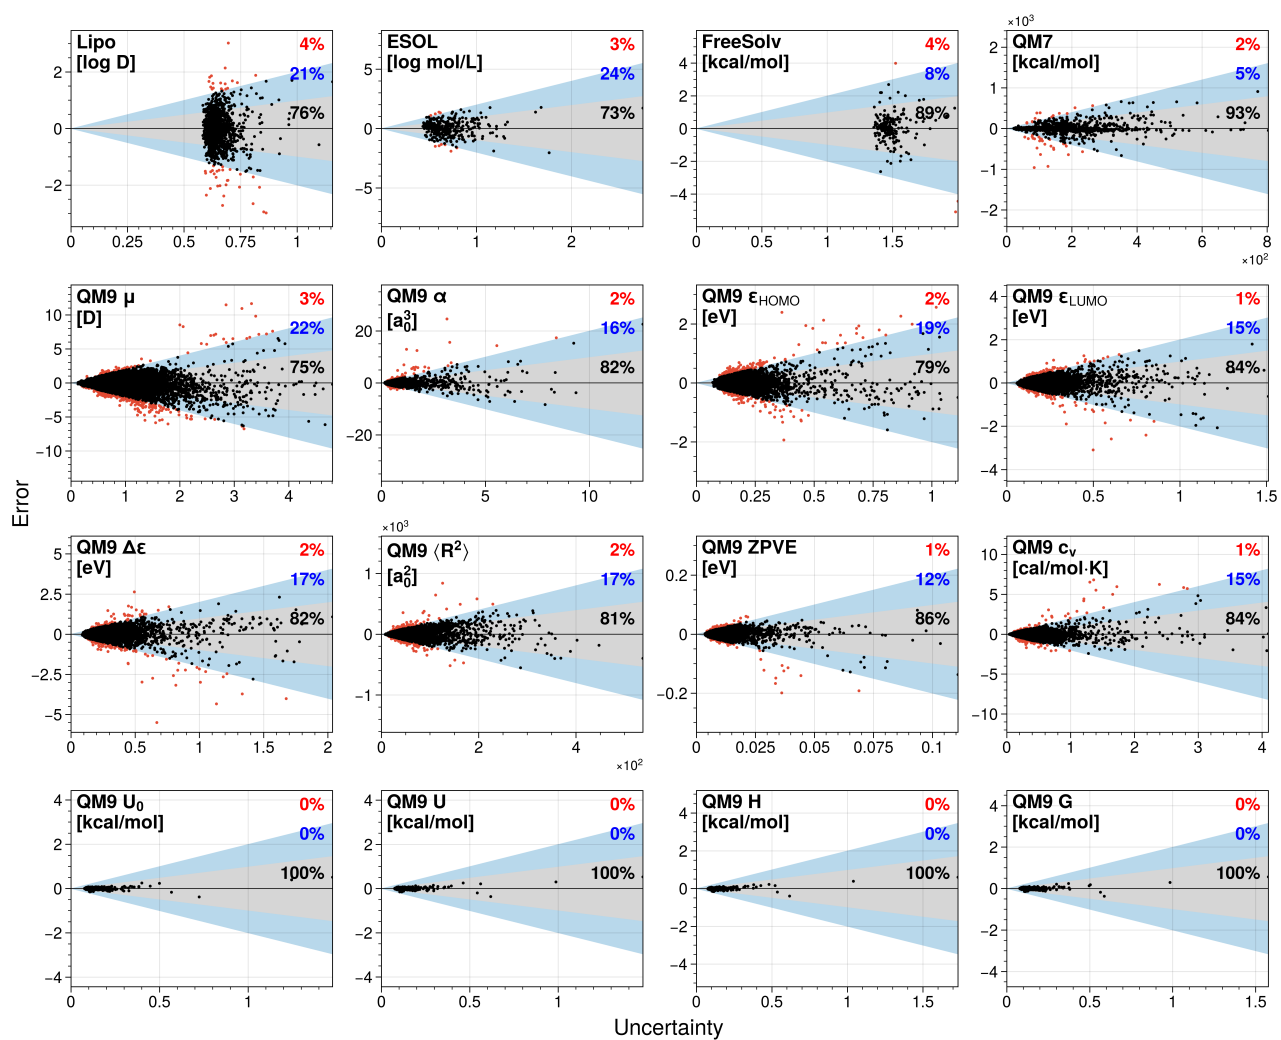 Error
Lipo
[log D]
4%
21%
76%
2
0
−2
0 0.25 0.5 0.75 1
ESOL
[log mol/L]
3%
24%
73%
5
0
−5
0 1 2
FreeSolv
[kcal/mol]
4%
8%
89%
4
2
0
−2
−4
0 0.5 1 1.5
×10³
QM7
[kcal/mol]
2%
5%
93%
2
1
0
−1
−2
0 2 4 6 8
×10²
QM9 μ
[D]
3%
22%
75%
10
5
0
−5
−10
0 1 2 3 4
QM9 α
[a₀³]
2%
16%
82%
20
0
−20
0 5 10
QM9 ε_HOMO
[eV]
2%
19%
79%
2
0
−2
0 0.25 0.5 0.75 1
QM9 ε_LUMO
[eV]
1%
15%
84%
4
2
0
−2
−4
0 0.5 1 1.5
QM9 Δε
[eV]
2%
17%
82%
5
2.5
0
−2.5
−5
0 0.5 1 1.5 2
×10³
QM9 ⟨R²⟩
[a₀²]
2%
17%
81%
1
0
−1
0 2 4
×10²
QM9 ZPVE
[eV]
1%
12%
86%
0.2
0
−0.2
0 0.025 0.05 0.075 0.1
QM9 cᵥ
[cal/mol·K]
1%
15%
84%
10
5
0
−5
−10
0 1 2 3 4
QM9 U₀
[kcal/mol]
0%
0%
100%
4
2
0
−2
−4
0 0.5 1
QM9 U
[kcal/mol]
0%
0%
100%
4
2
0
−2
−4
0 0.5 1
QM9 H
[kcal/mol]
0%
0%
100%
4
2
0
−2
−4
0 0.5 1 1.5
QM9 G
[kcal/mol]
0%
0%
100%
4
2
0
−2
−4
0 0.5 1 1.5
Uncertainty